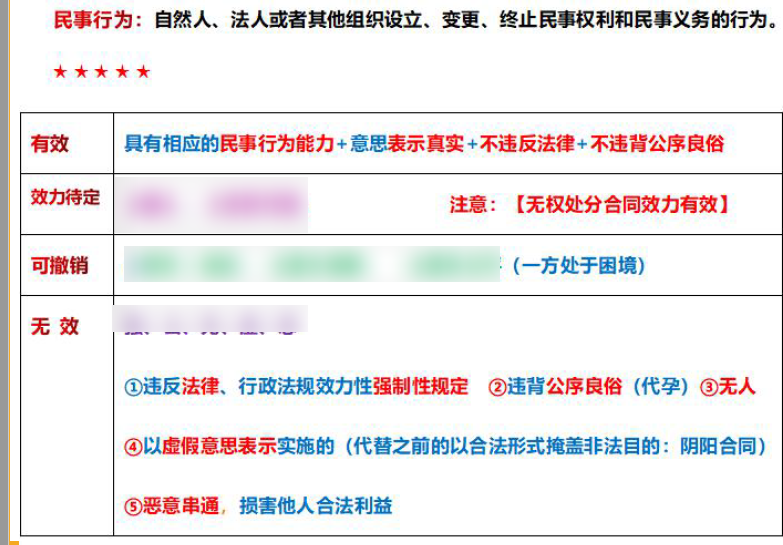 民事行为：自然人、法人或者其他组织设立、变更、终止民事权利和民事义务的行为。
★★★★★
有效 具有相应的民事行为能力+意思表示真实+不违反法律+不违背公序良俗
效力待定 注意：【无权处分合同效力有效】
可撤销 （一方处于困境）
无 效
①违反法律、行政法规效力性强制性规定 ②违背公序良俗（代孕）③无人
④以虚假意思表示实施的（代替之前的以合法形式掩盖非法目的：阴阳合同）
⑤恶意串通，损害他人合法利益